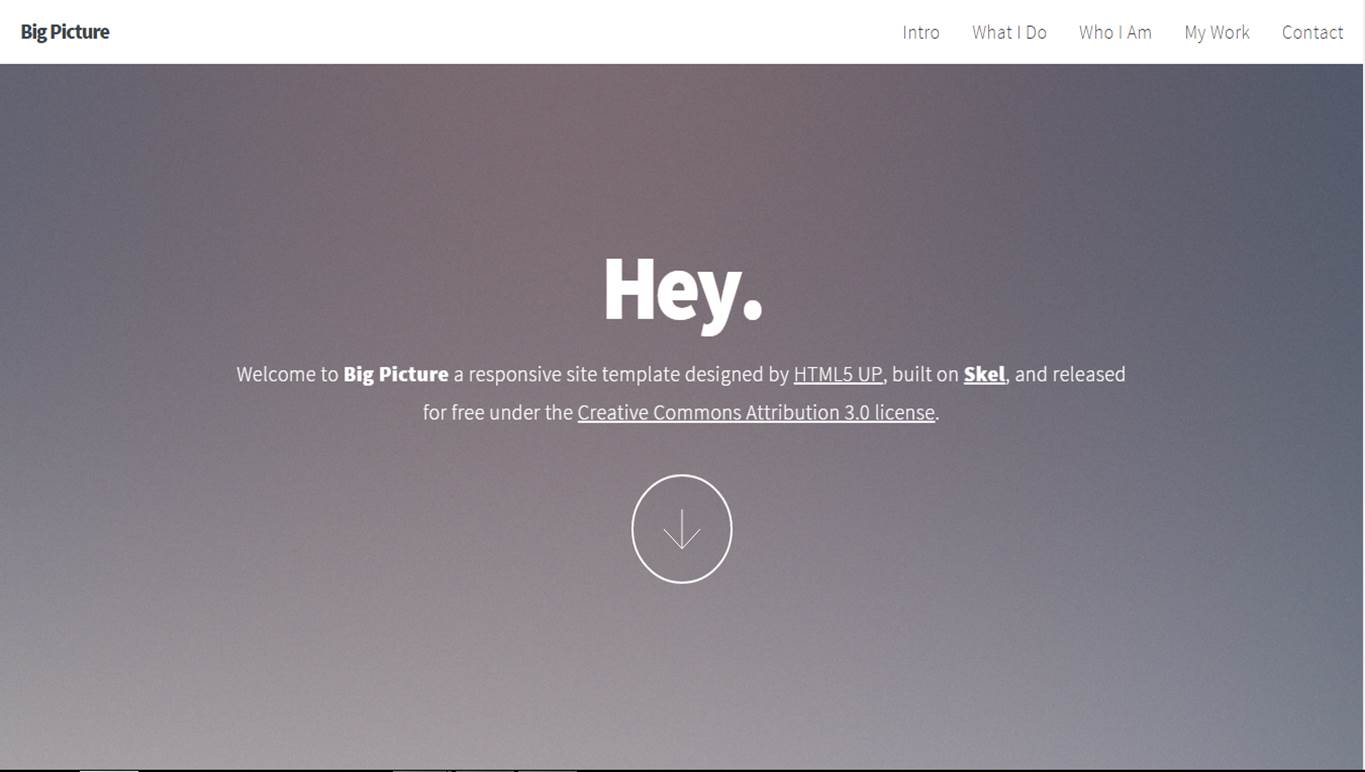 Big Picture
Intro
What I Do
Who I Am
My Work
Contact
Hey.
Welcome to Big Picture a responsive site template designed by HTML5 UP, built on Skel, and released
for free under the Creative Commons Attribution 3.0 license.